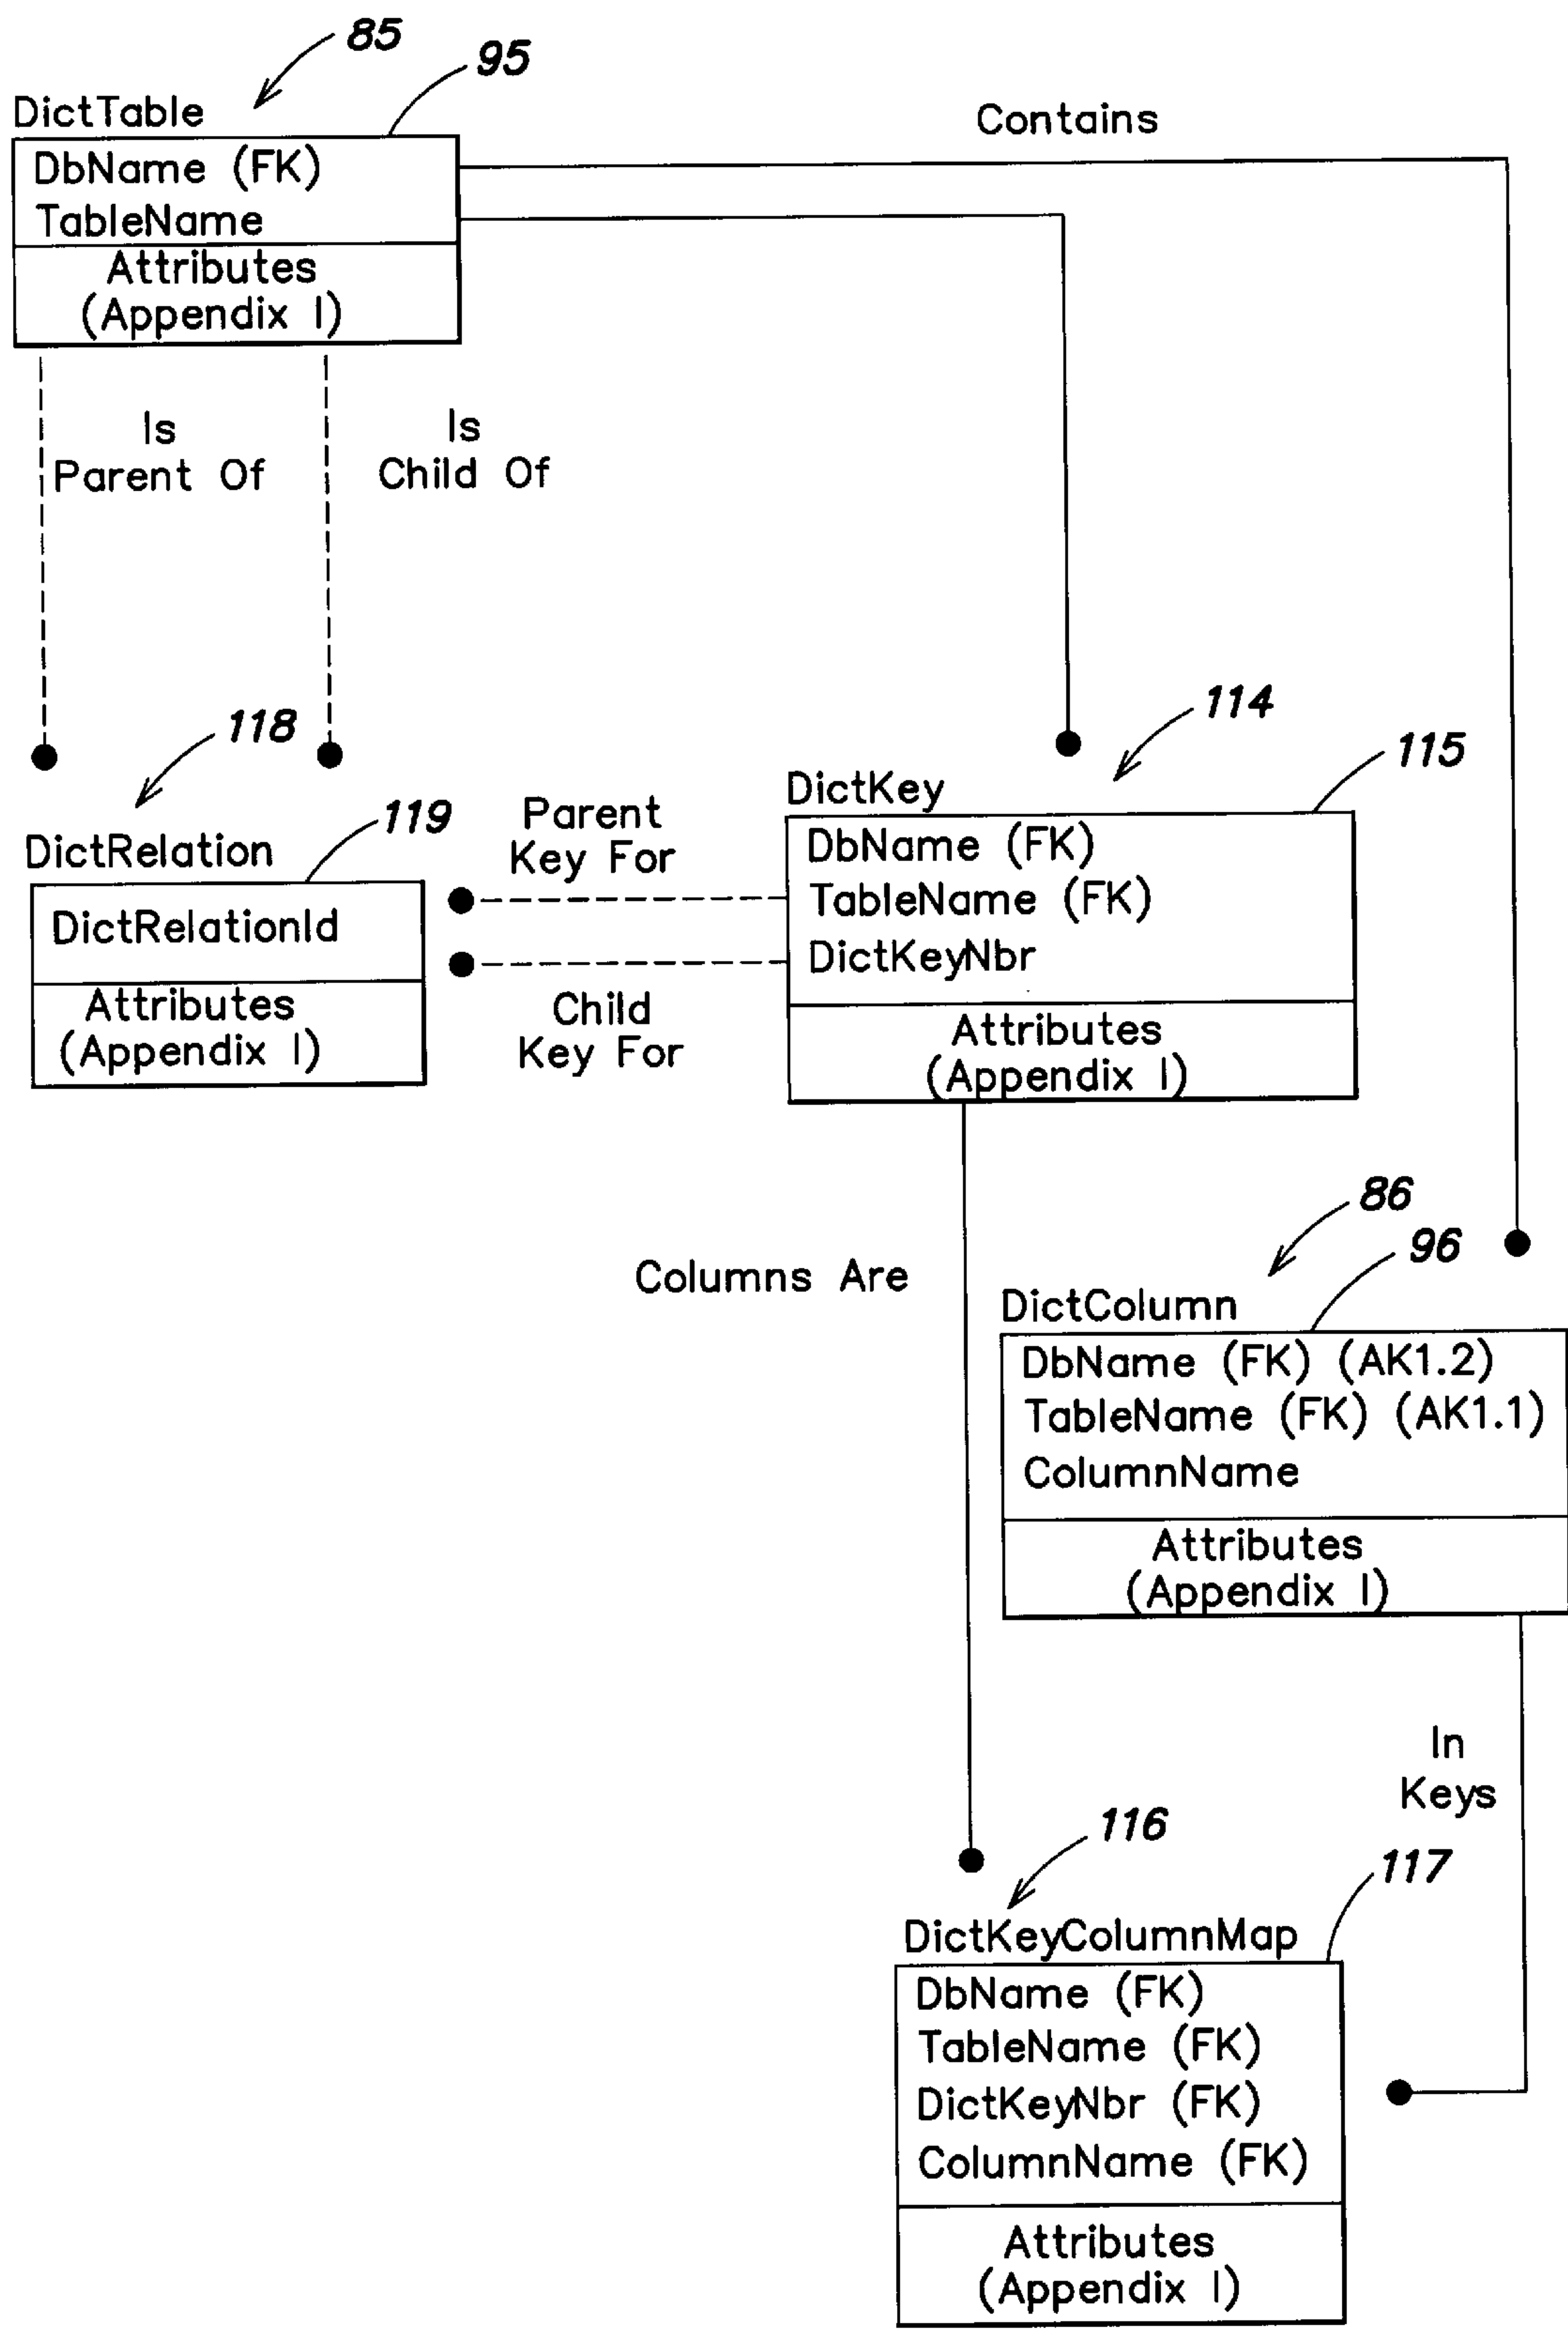 85
95
DictTable
Contains
DbName (FK)
TableName
Attributes
(Appendix I)
Is
Parent Of
Is
Child Of
118
114
115
DictKey
119
Parent
Key For
DictRelation
DbName (FK)
TableName (FK)
DictKeyNbr
DictRelationId
Attributes
(Appendix I)
Child
Key For
Attributes
(Appendix I)
86
96
Columns Are
DictColumn
DbName (FK) (AK1.2)
TableName (FK) (AK1.1)
ColumnName
Attributes
(Appendix I)
In
Keys
116
117
DictKeyColumnMap
DbName (FK)
TableName (FK)
DictKeyNbr (FK)
ColumnName (FK)
Attributes
(Appendix I)